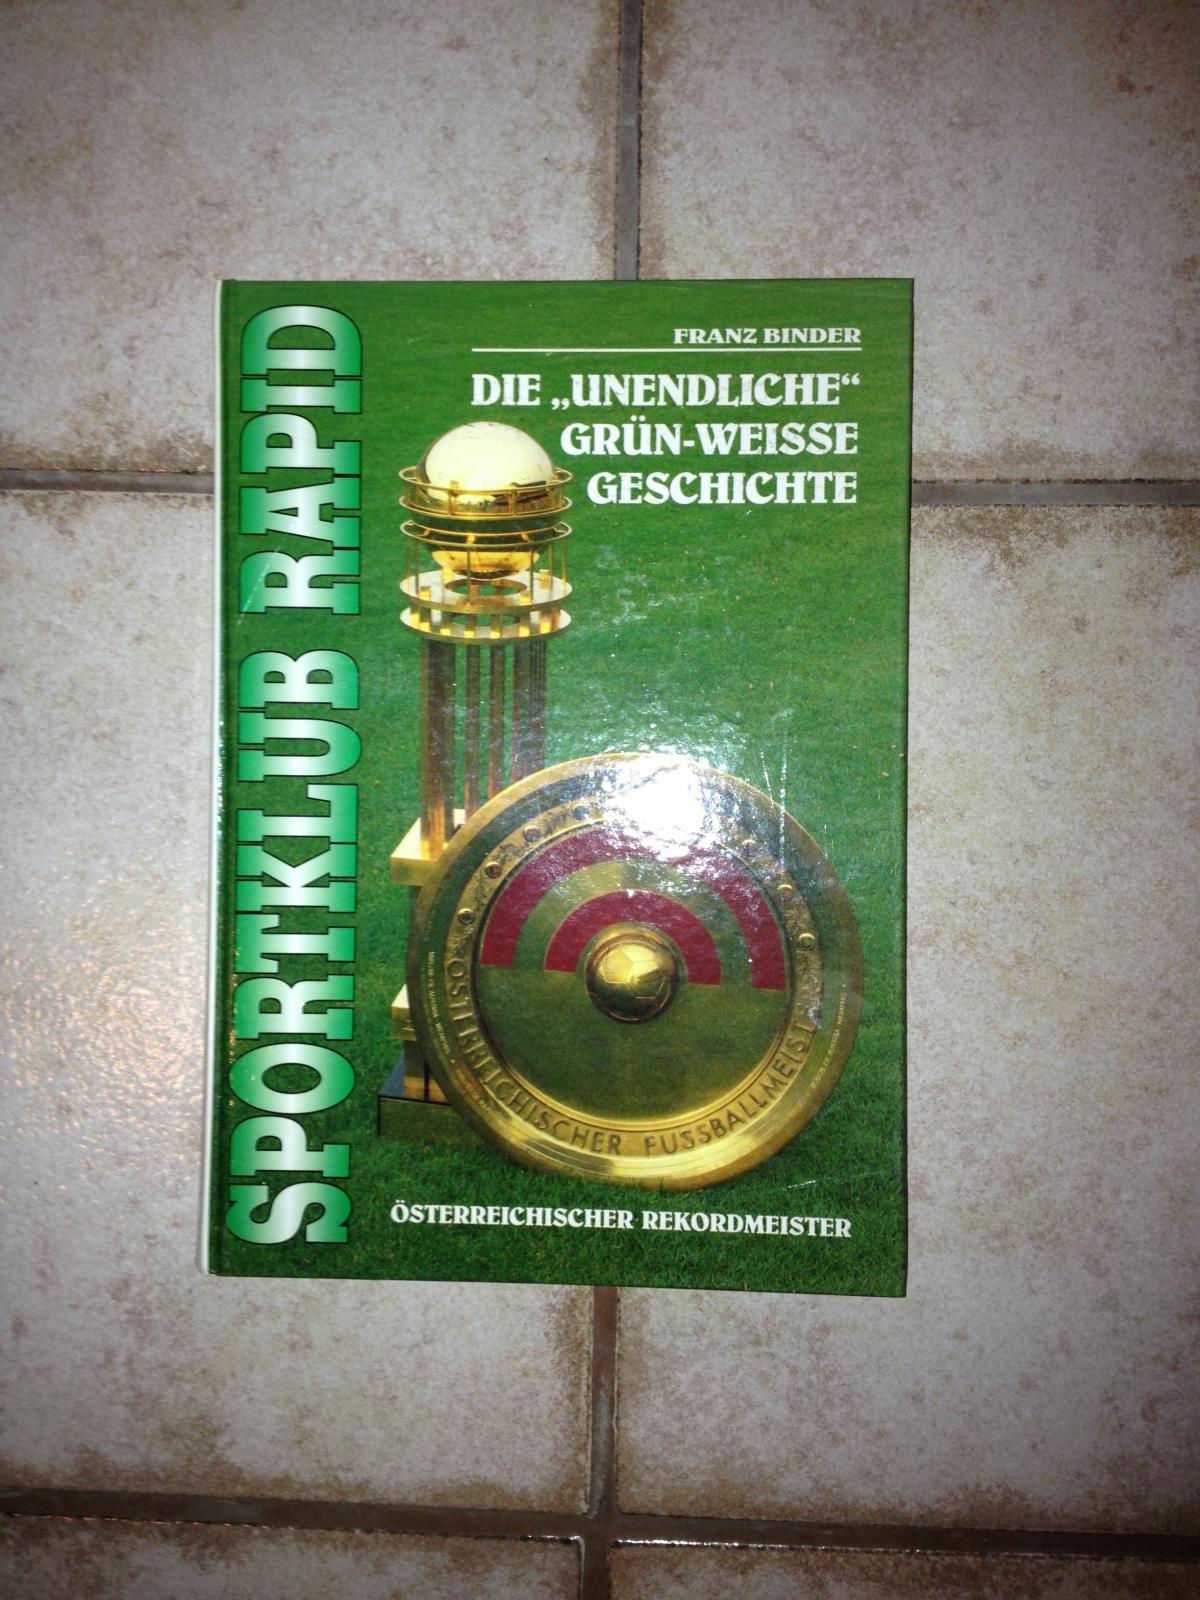 FRANZ BINDER
DIE „UNENDLICHE“
GRÜN-WEISSE
GESCHICHTE
SPORTKLUB RAPID
ÖSTERREICHISCHER FUSSBALLMEISTER
ÖSTERREICHISCHER REKORDMEISTER